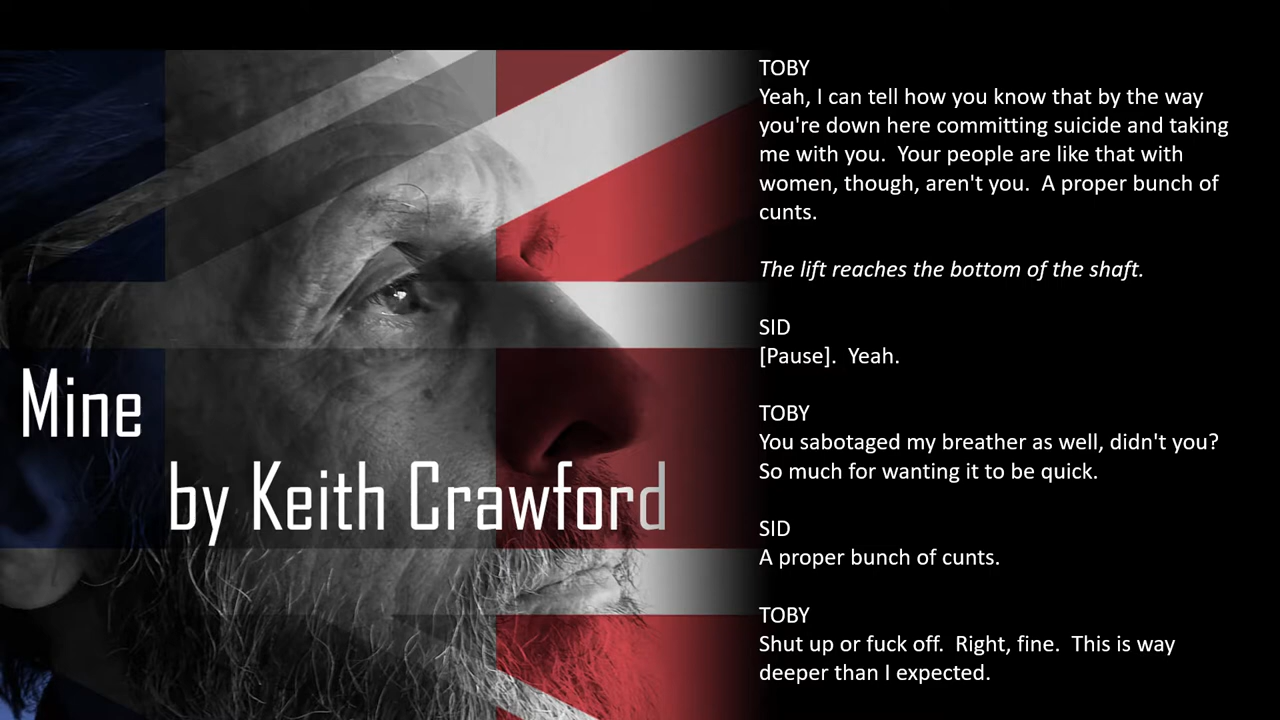 Mine
by Keith Crawford
TOBY
Yeah, I can tell how you know that by the way
you're down here committing suicide and taking
me with you.  Your people are like that with
women, though, aren't you.  A proper bunch of
cunts.
The lift reaches the bottom of the shaft.
SID
[Pause].  Yeah.
TOBY
You sabotaged my breather as well, didn't you?
So much for wanting it to be quick.
SID
A proper bunch of cunts.
TOBY
Shut up or fuck off.  Right, fine.  This is way
deeper than I expected.